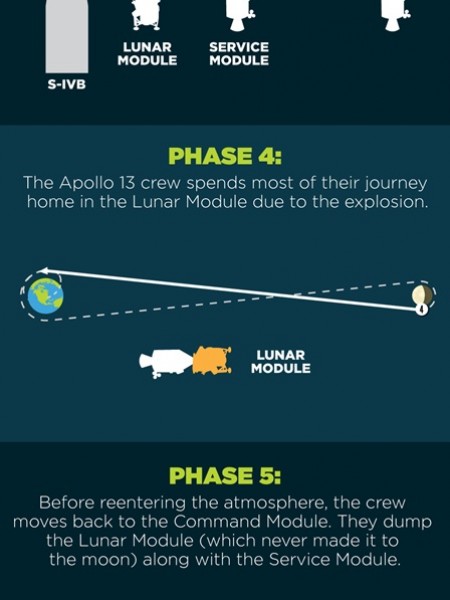 LUNAR
MODULE
SERVICE
MODULE
S-IVB
PHASE 4:
The Apollo 13 crew spends most of their journey
home in the Lunar Module due to the explosion.
4
LUNAR
MODULE
PHASE 5:
Before reentering the atmosphere, the crew
moves back to the Command Module. They dump
the Lunar Module (which never made it to
the moon) along with the Service Module.